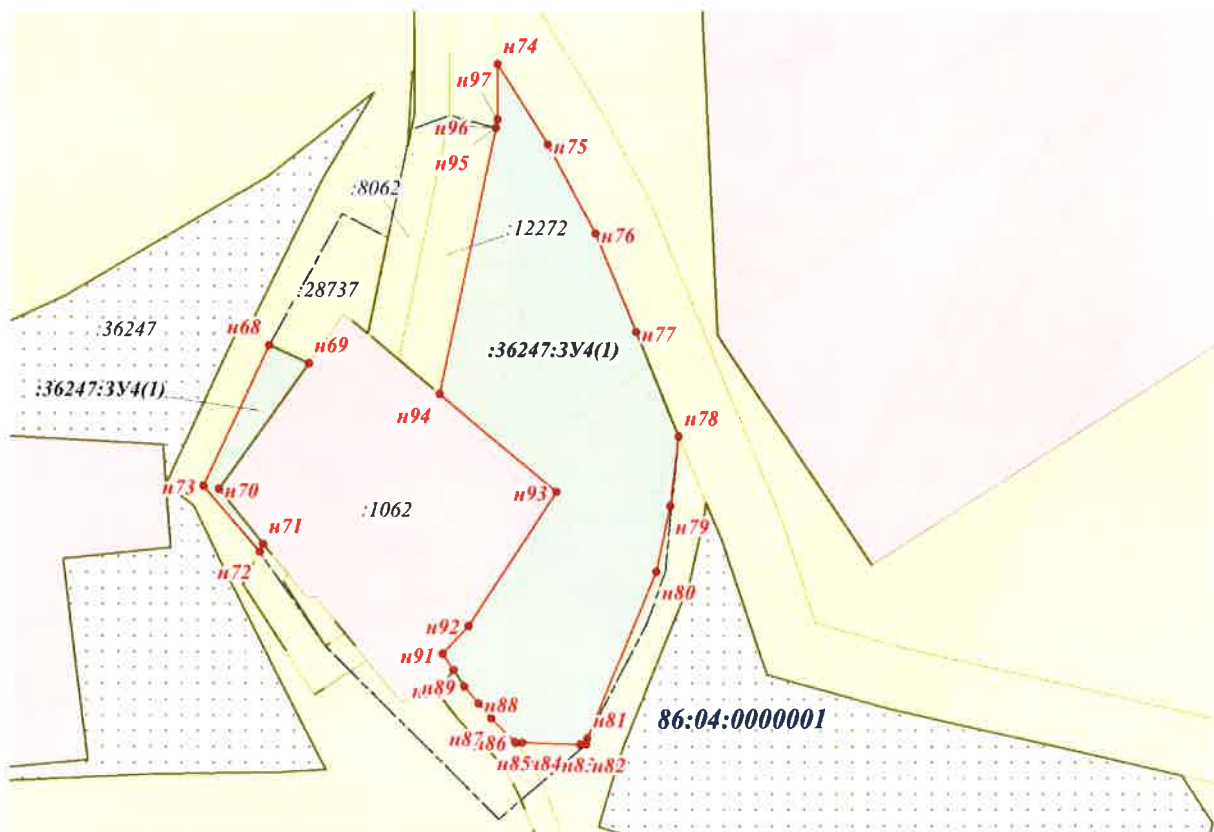 н74
н97
н96
н75
н95
:8062
:12272
н76
:28737
:36247
н68
н77
н69
:36247:ЗУ4(1)
:36247:ЗУ4(1)
н94
н78
н73
н70
н93
:1062
н79
н71
н72
н80
н92
н91
н89
н88
н81
86:04:0000001
н87
н86
н85
н84
н83
н82